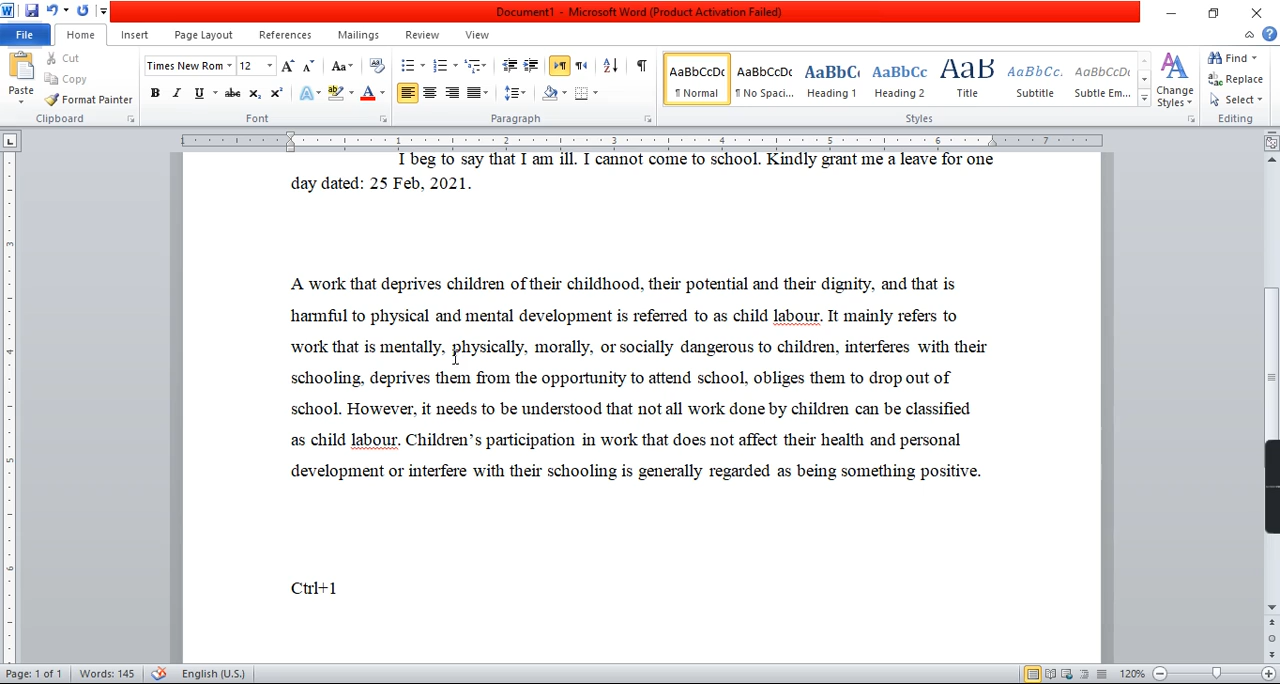 Document1 - Microsoft Word (Product Activation Failed)
File Home Insert Page Layout References Mailings Review View
Paste
Cut
Copy
Format Painter
Clipboard
Times New Rom 12
Font
Paragraph
AaBbCcDc AaBbCcDc AaBbC AaBbCc AaB AaBbCc. AaBbCcDc
¶ Normal ¶ No Spaci... Heading 1 Heading 2 Title Subtitle Subtle Em...
Change Styles
Styles
Find
Replace
Select
Editing
1 1 2 3 4 5 6 7
I beg to say that I am ill. I cannot come to school. Kindly grant me a leave for one
day dated: 25 Feb, 2021.
A work that deprives children of their childhood, their potential and their dignity, and that is
harmful to physical and mental development is referred to as child labour. It mainly refers to
work that is mentally, physically, morally, or socially dangerous to children, interferes with their
schooling, deprives them from the opportunity to attend school, obliges them to drop out of
school. However, it needs to be understood that not all work done by children can be classified
as child labour. Children’s participation in work that does not affect their health and personal
development or interfere with their schooling is generally regarded as being something positive.
Ctrl+1
Page: 1 of 1 Words: 145 English (U.S.) 120%